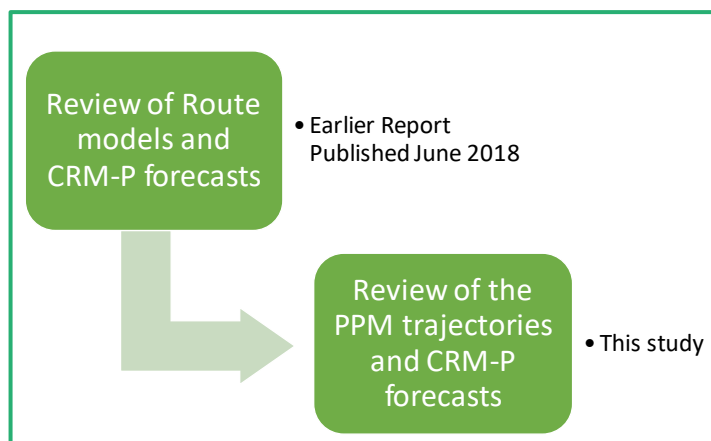 Review of Route
models and
CRM-P forecasts
• Earlier Report
Published June 2018
Review of the
PPM trajectories
and CRM-P
forecasts
• This study